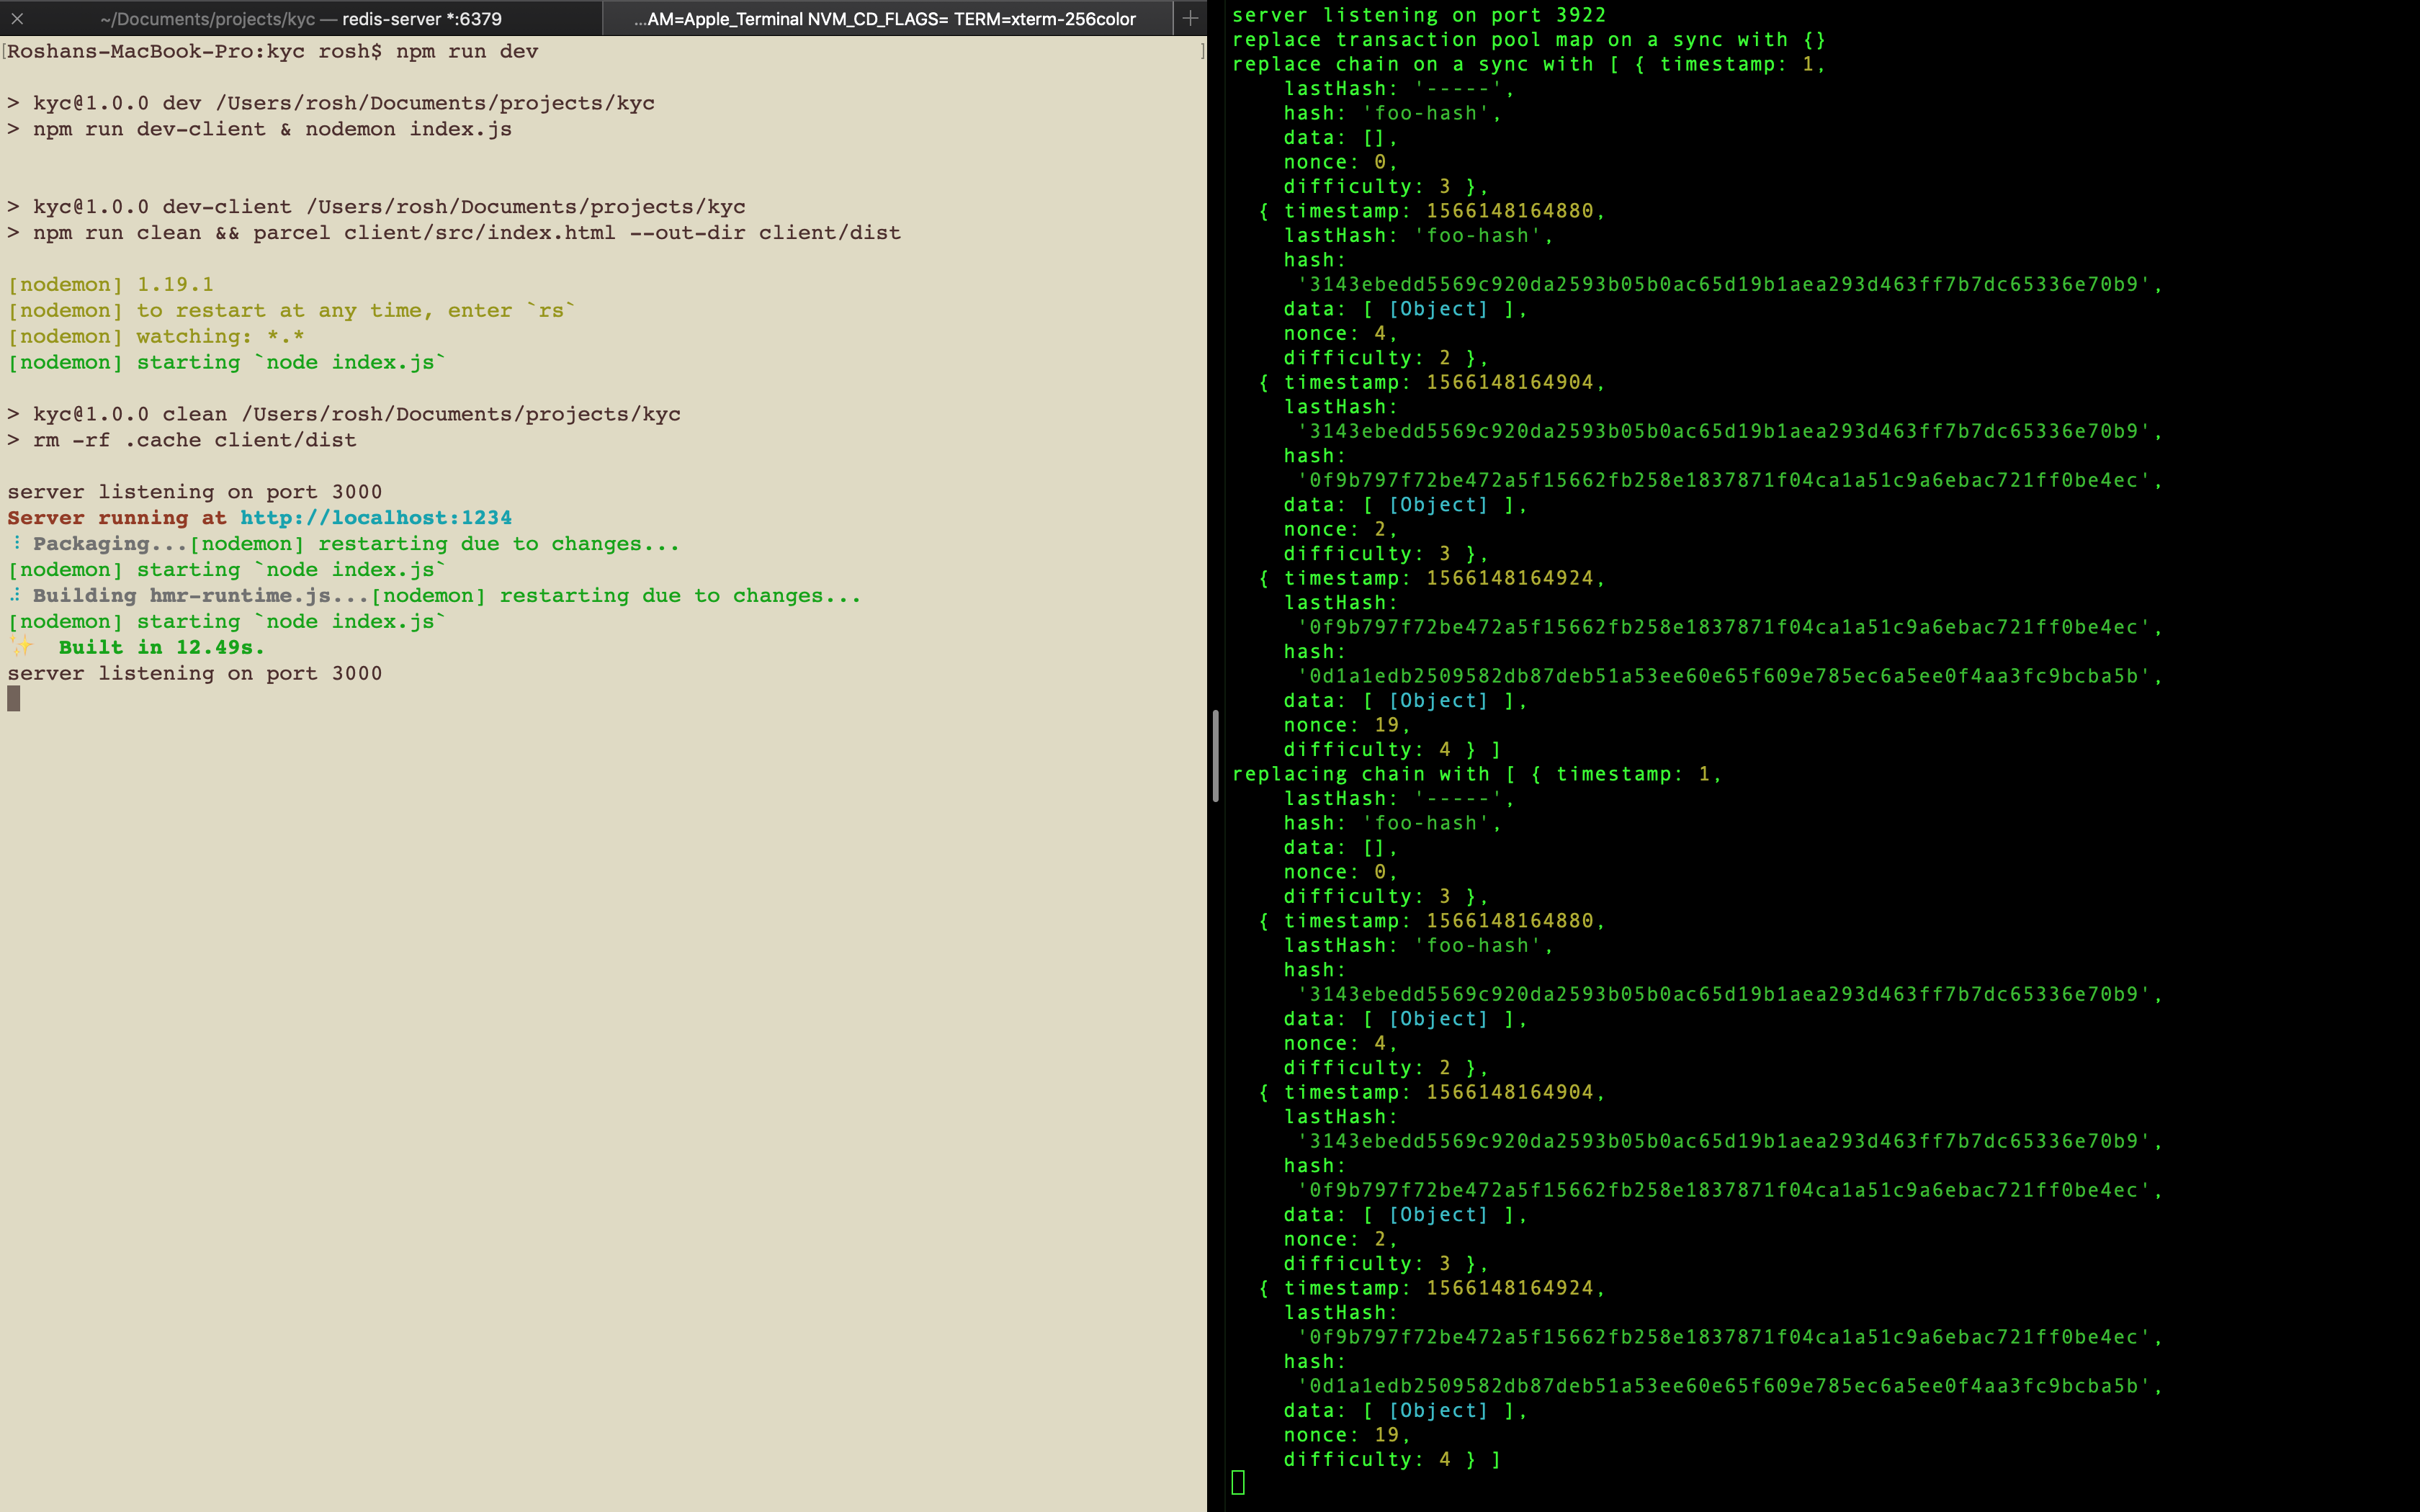 ~/Documents/projects/kyc — redis-server *:6379
...AM=Apple_Terminal NVM_CD_FLAGS= TERM=xterm-256color
[Roshans-MacBook-Pro:kyc rosh$ npm run dev ]
> kyc@1.0.0 dev /Users/rosh/Documents/projects/kyc
> npm run dev-client & nodemon index.js
> kyc@1.0.0 dev-client /Users/rosh/Documents/projects/kyc
> npm run clean && parcel client/src/index.html --out-dir client/dist
[nodemon] 1.19.1
[nodemon] to restart at any time, enter `rs`
[nodemon] watching: *.*
[nodemon] starting `node index.js`
> kyc@1.0.0 clean /Users/rosh/Documents/projects/kyc
> rm -rf .cache client/dist
server listening on port 3000
Server running at http://localhost:1234
⠸ Packaging...[nodemon] restarting due to changes...
[nodemon] starting `node index.js`
⠼ Building hmr-runtime.js...[nodemon] restarting due to changes...
[nodemon] starting `node index.js`
✨  Built in 12.49s.
server listening on port 3000
server listening on port 3922
replace transaction pool map on a sync with {}
replace chain on a sync with [ { timestamp: 1,
lastHash: '-----',
hash: 'foo-hash',
data: [],
nonce: 0,
difficulty: 3 },
{ timestamp: 1566148164880,
lastHash: 'foo-hash',
hash:
'3143ebedd5569c920da2593b05b0ac65d19b1aea293d463ff7b7dc65336e70b9',
data: [ [Object] ],
nonce: 4,
difficulty: 2 },
{ timestamp: 1566148164904,
lastHash:
'3143ebedd5569c920da2593b05b0ac65d19b1aea293d463ff7b7dc65336e70b9',
hash:
'0f9b797f72be472a5f15662fb258e1837871f04ca1a51c9a6ebac721ff0be4ec',
data: [ [Object] ],
nonce: 2,
difficulty: 3 },
{ timestamp: 1566148164924,
lastHash:
'0f9b797f72be472a5f15662fb258e1837871f04ca1a51c9a6ebac721ff0be4ec',
hash:
'0d1a1edb2509582db87deb51a53ee60e65f609e785ec6a5ee0f4aa3fc9bcba5b',
data: [ [Object] ],
nonce: 19,
difficulty: 4 } ]
replacing chain with [ { timestamp: 1,
lastHash: '-----',
hash: 'foo-hash',
data: [],
nonce: 0,
difficulty: 3 },
{ timestamp: 1566148164880,
lastHash: 'foo-hash',
hash:
'3143ebedd5569c920da2593b05b0ac65d19b1aea293d463ff7b7dc65336e70b9',
data: [ [Object] ],
nonce: 4,
difficulty: 2 },
{ timestamp: 1566148164904,
lastHash:
'3143ebedd5569c920da2593b05b0ac65d19b1aea293d463ff7b7dc65336e70b9',
hash:
'0f9b797f72be472a5f15662fb258e1837871f04ca1a51c9a6ebac721ff0be4ec',
data: [ [Object] ],
nonce: 2,
difficulty: 3 },
{ timestamp: 1566148164924,
lastHash:
'0f9b797f72be472a5f15662fb258e1837871f04ca1a51c9a6ebac721ff0be4ec',
hash:
'0d1a1edb2509582db87deb51a53ee60e65f609e785ec6a5ee0f4aa3fc9bcba5b',
data: [ [Object] ],
nonce: 19,
difficulty: 4 } ]